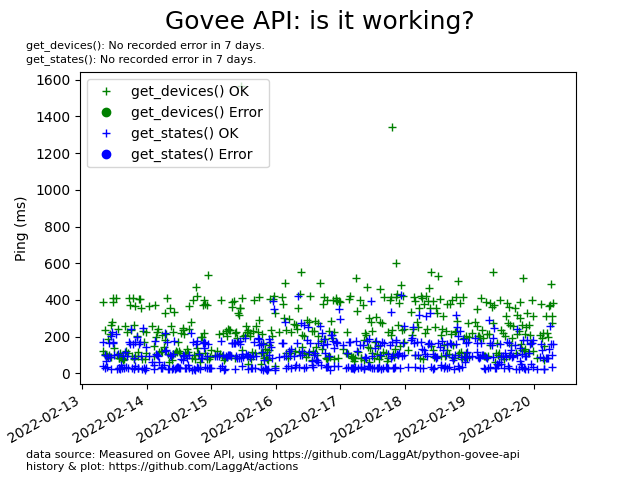 Govee API: is it working?
get_devices(): No recorded error in 7 days.
get_states(): No recorded error in 7 days.
1600
1400
1200
1000
800
600
400
200
0
Ping (ms)
get_devices() OK
get_devices() Error
get_states() OK
get_states() Error
2022-02-13
2022-02-14
2022-02-15
2022-02-16
2022-02-17
2022-02-18
2022-02-19
2022-02-20
data source: Measured on Govee API, using https://github.com/LaggAt/python-govee-api
history & plot: https://github.com/LaggAt/actions